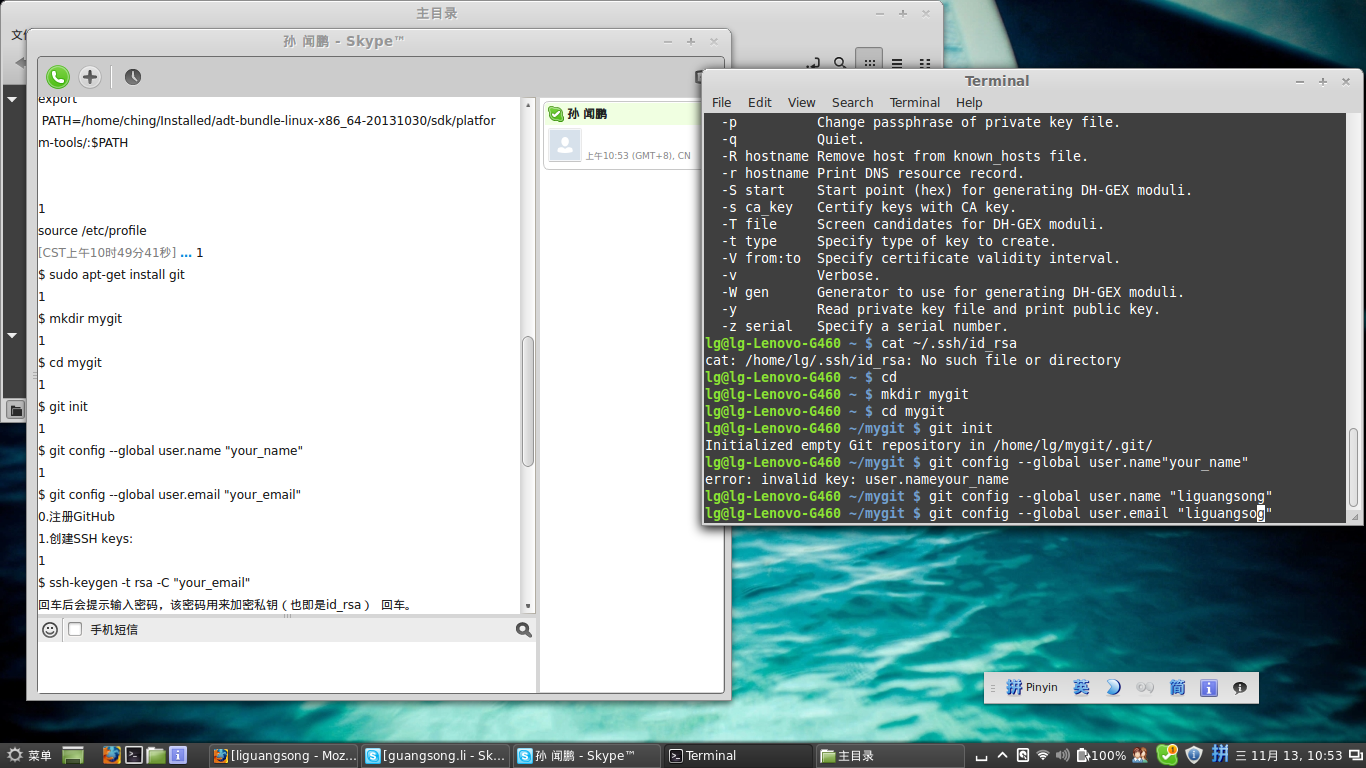 主目录
文件
孙 闻鹏 - Skype™
export
PATH=/home/ching/Installed/adt-bundle-linux-x86_64-20131030/sdk/platfor
m-tools/:$PATH
1
source /etc/profile
[CST上午10时49分41秒] ... 1
$ sudo apt-get install git
1
$ mkdir mygit
1
$ cd mygit
1
$ git init
1
$ git config --global user.name "your_name"
1
$ git config --global user.email "your_email"
0.注册GitHub
1.创建SSH keys:
1
$ ssh-keygen -t rsa -C "your_email"
回车后会提示输入密码，该密码用来加密私钥（也即是id_rsa） 回车。
手机短信
孙 闻鹏
上午10:53 (GMT+8), CN
Terminal
File Edit View Search Terminal Help
-p Change passphrase of private key file.
-q Quiet.
-R hostname Remove host from known_hosts file.
-r hostname Print DNS resource record.
-S start Start point (hex) for generating DH-GEX moduli.
-s ca_key Certify keys with CA key.
-T file Screen candidates for DH-GEX moduli.
-t type Specify type of key to create.
-V from:to Specify certificate validity interval.
-v Verbose.
-W gen Generator to use for generating DH-GEX moduli.
-y Read private key file and print public key.
-z serial Specify a serial number.
lg@lg-Lenovo-G460 ~ $ cat ~/.ssh/id_rsa
cat: /home/lg/.ssh/id_rsa: No such file or directory
lg@lg-Lenovo-G460 ~ $ cd
lg@lg-Lenovo-G460 ~ $ mkdir mygit
lg@lg-Lenovo-G460 ~ $ cd mygit
lg@lg-Lenovo-G460 ~/mygit $ git init
Initialized empty Git repository in /home/lg/mygit/.git/
lg@lg-Lenovo-G460 ~/mygit $ git config --global user.name"your_name"
error: invalid key: user.nameyour_name
lg@lg-Lenovo-G460 ~/mygit $ git config --global user.name "liguangsong"
lg@lg-Lenovo-G460 ~/mygit $ git config --global user.email "liguangsog"
拼 Pinyin 英 简
菜单 [liguangsong - Moz... [guangsong.li - Sk... 孙 闻鹏 - Skype™ Terminal 主目录 100% 拼 三 11月 13, 10:53